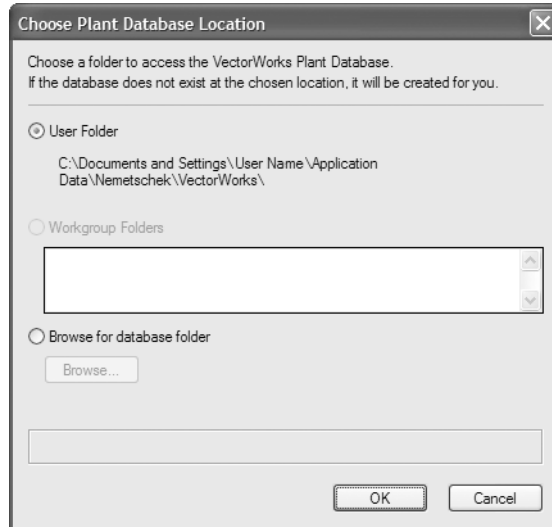 Choose Plant Database Location
Choose a folder to access the VectorWorks Plant Database.
If the database does not exist at the chosen location, it will be created for you.
User Folder
C:\Documents and Settings\User Name\Application
Data\Nemetschek\VectorWorks\
Workgroup Folders
Browse for database folder
Browse...
OK Cancel